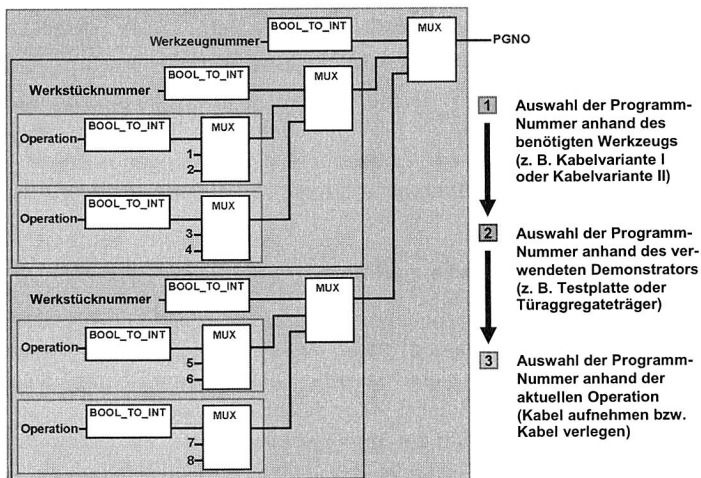 BOOL_TO_INT
MUX
Werkzeugnummer
PGNO
BOOL_TO_INT
MUX
Werkstücknummer
BOOL_TO_INT
MUX
Operation
1
2
BOOL_TO_INT
MUX
Operation
3
4
BOOL_TO_INT
MUX
Werkstücknummer
BOOL_TO_INT
MUX
Operation
5
6
BOOL_TO_INT
MUX
Operation
7
8
1 Auswahl der Programm-
Nummer anhand des
benötigten Werkzeugs
(z. B. Kabelvariante I
oder Kabelvariante II)
2 Auswahl der Programm-
Nummer anhand des ver-
wendeten Demonstrators
(z. B. Testplatte oder
Türaggregateträger)
3 Auswahl der Programm-
Nummer anhand der
aktuellen Operation
(Kabel aufnehmen bzw.
Kabel verlegen)